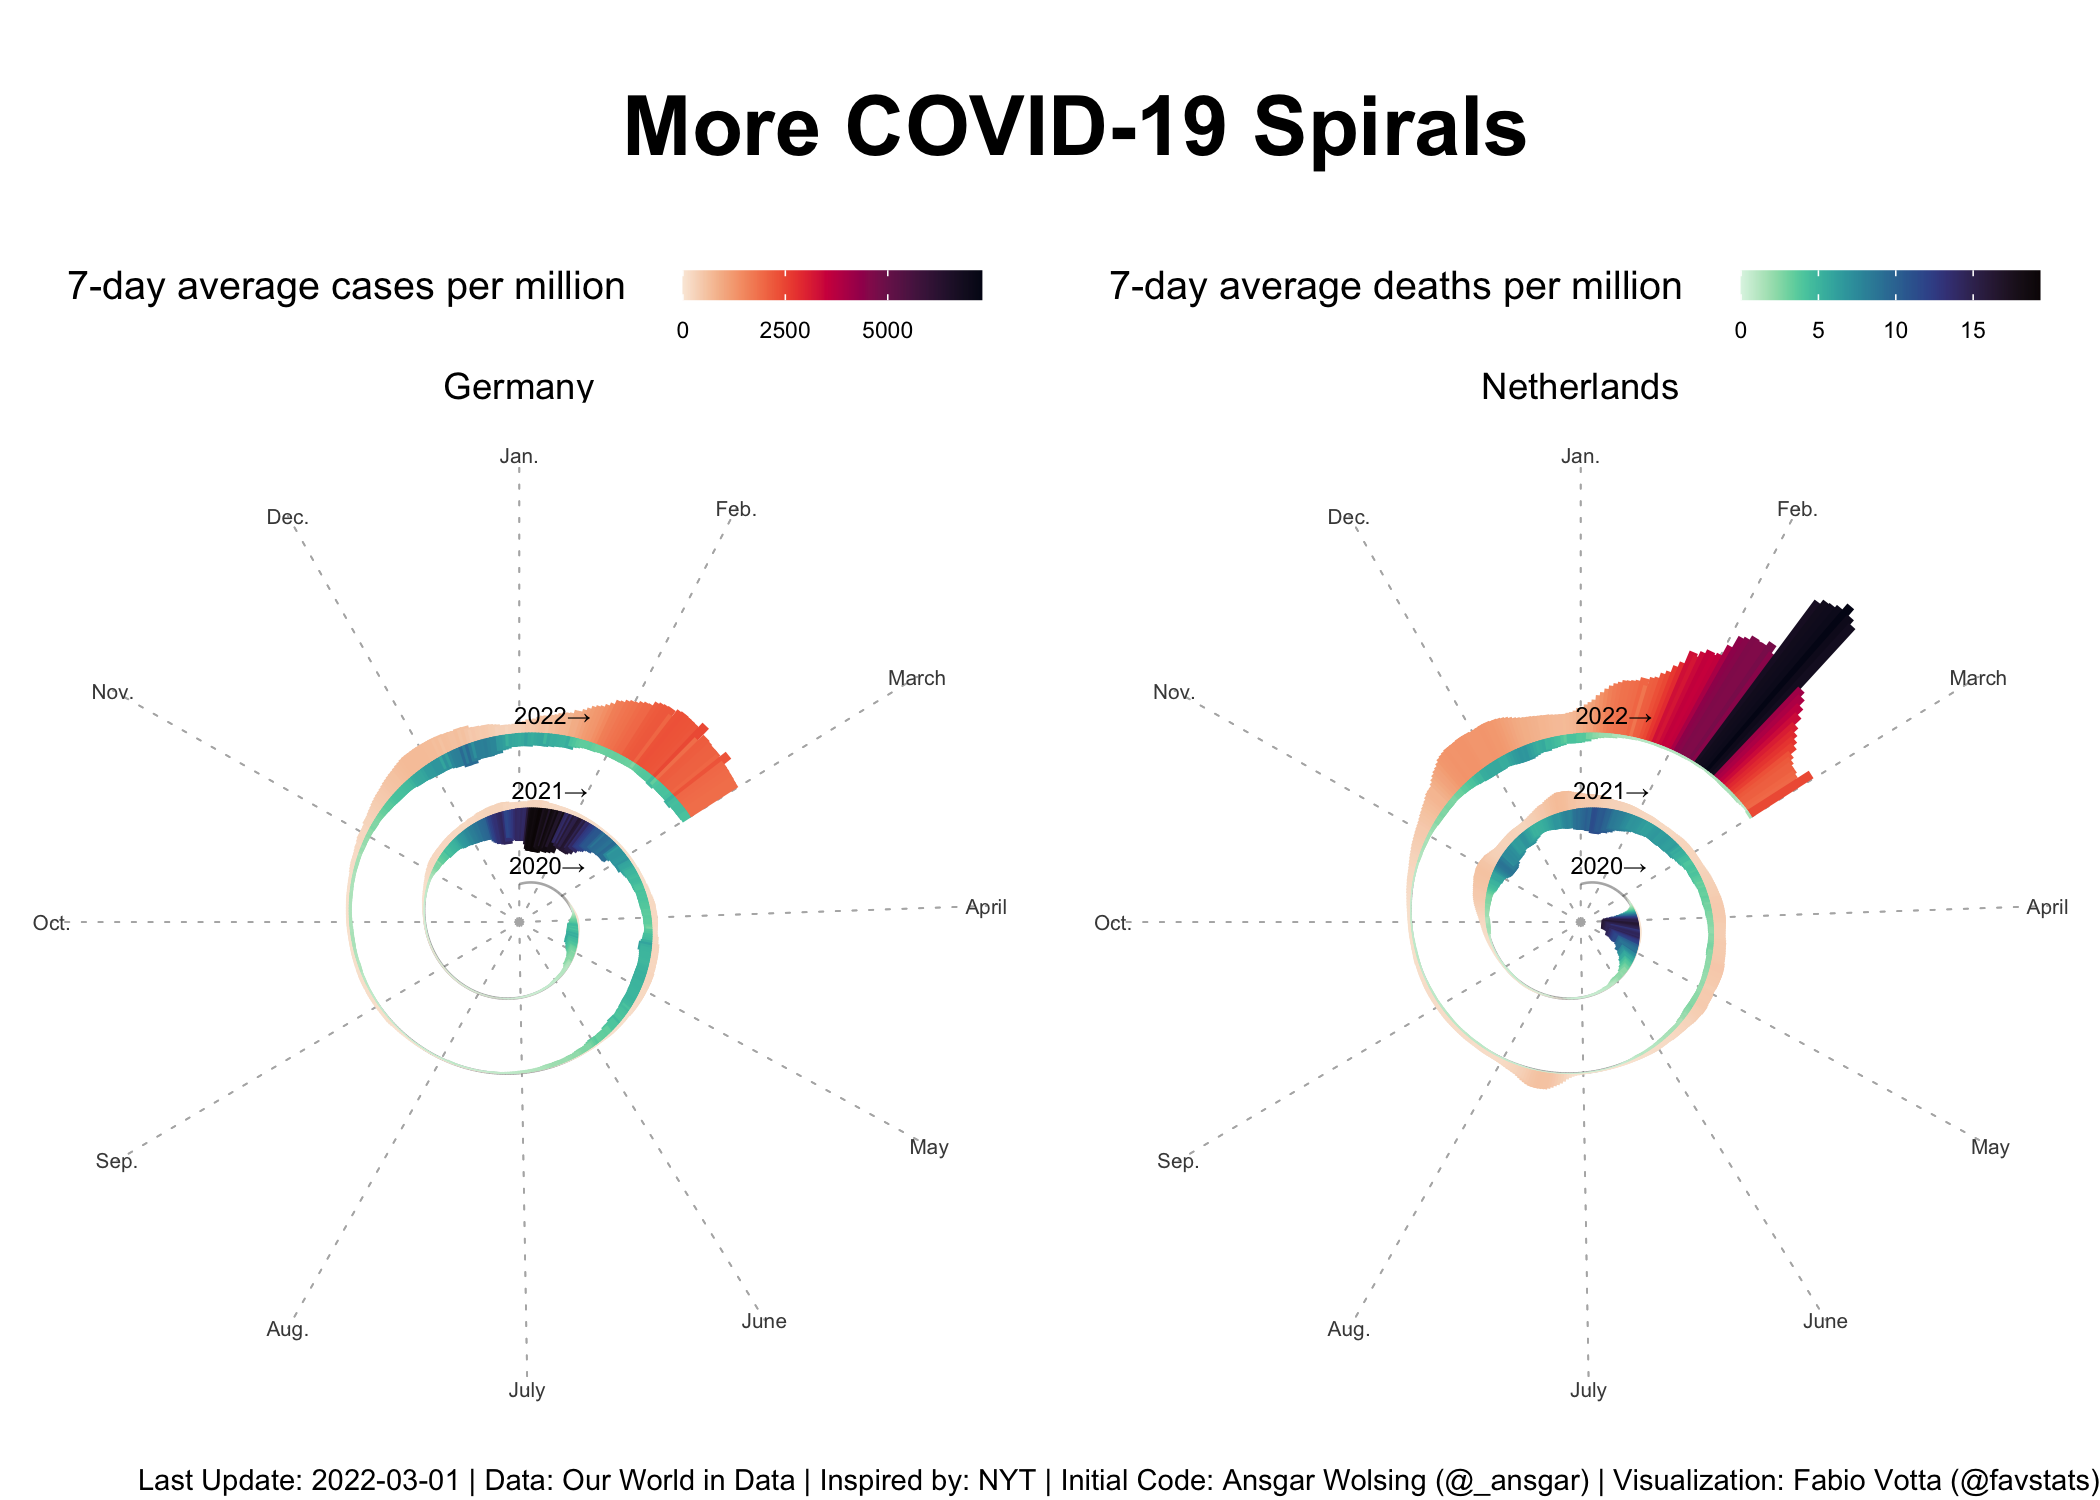 More COVID-19 Spirals
7-day average cases per million
0 2500 5000
7-day average deaths per million
0 5 10 15
Germany
Jan.
Feb.
March
April
May
June
July
Aug.
Sep.
Oct.
Nov.
Dec.
2022→
2021→
2020→
Netherlands
Jan.
Feb.
March
April
May
June
July
Aug.
Sep.
Oct.
Nov.
Dec.
2022→
2021→
2020→
Last Update: 2022-03-01 | Data: Our World in Data | Inspired by: NYT | Initial Code: Ansgar Wolsing (@_ansgar) | Visualization: Fabio Votta (@favstats)